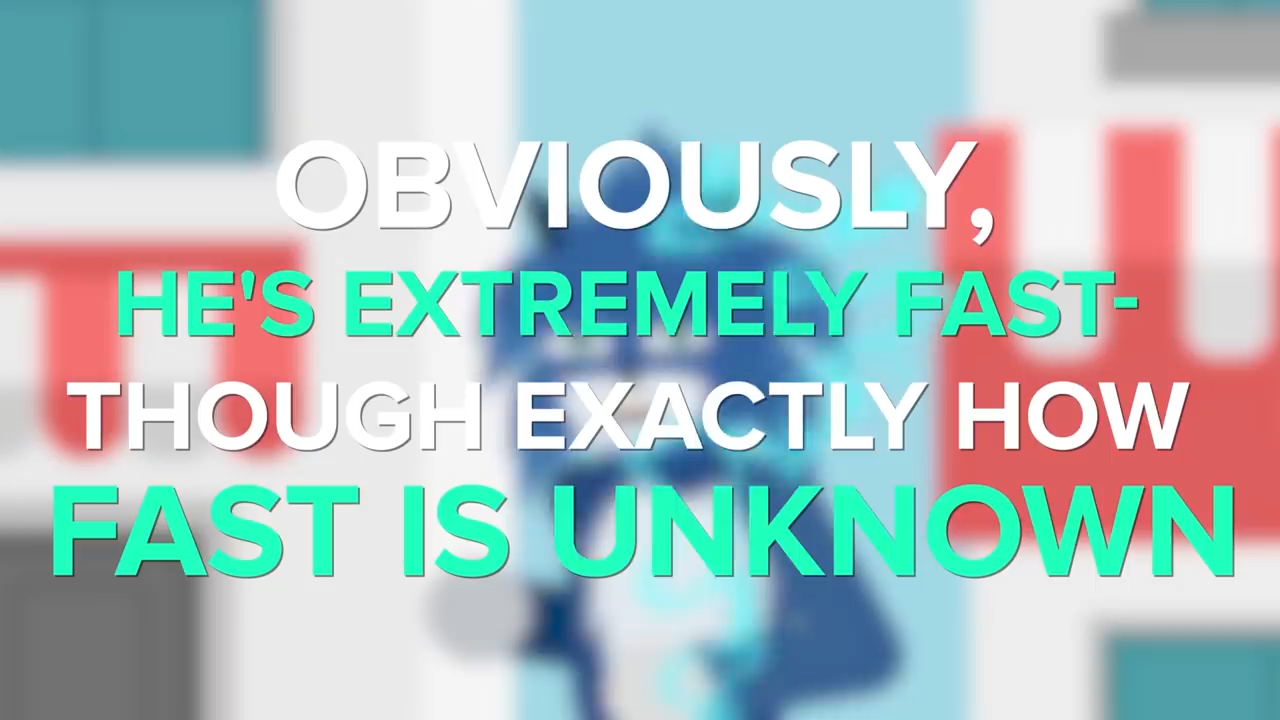 OBVIOUSLY,
HE'S EXTREMELY FAST-
THOUGH EXACTLY HOW
FAST IS UNKNOWN